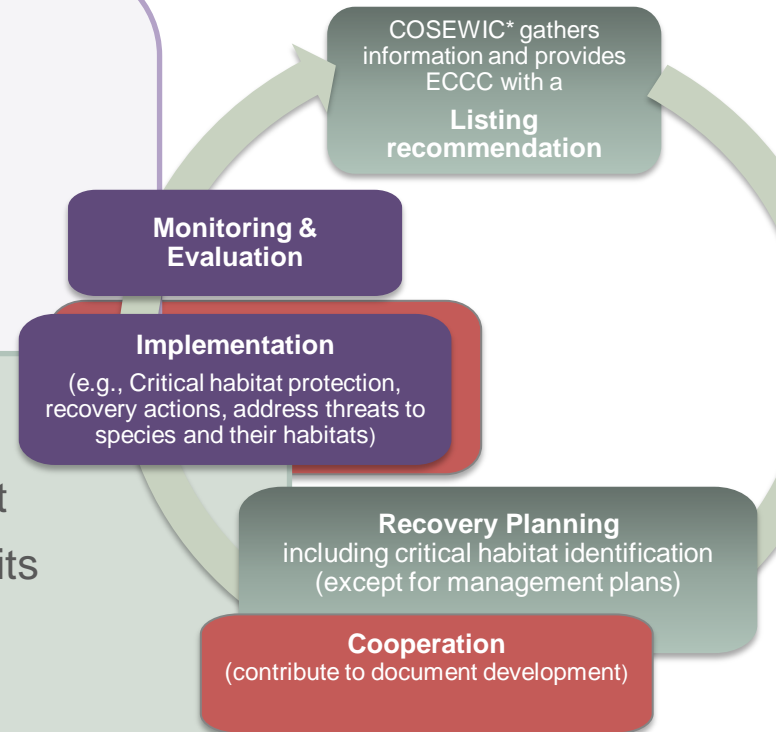 COSEWIC* gathers
information and provides
ECCC with a
Listing
recommendation
Monitoring &
Evaluation
Implementation
(e.g., Critical habitat protection,
recovery actions, address threats to
species and their habitats)
Recovery Planning
including critical habitat identification
(except for management plans)
Cooperation
(contribute to document development)